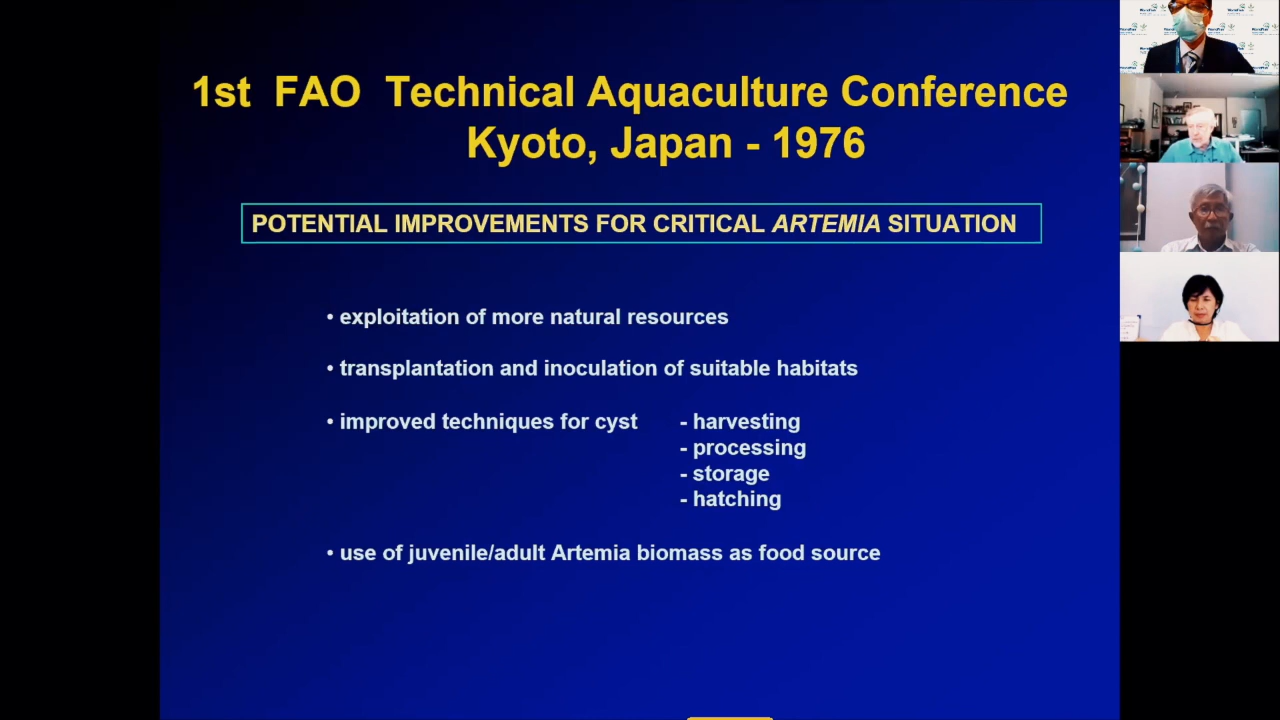 1st FAO Technical Aquaculture Conference
Kyoto, Japan - 1976
POTENTIAL IMPROVEMENTS FOR CRITICAL ARTEMIA SITUATION
• exploitation of more natural resources
• transplantation and inoculation of suitable habitats
• improved techniques for cyst - harvesting
- processing
- storage
- hatching
• use of juvenile/adult Artemia biomass as food source